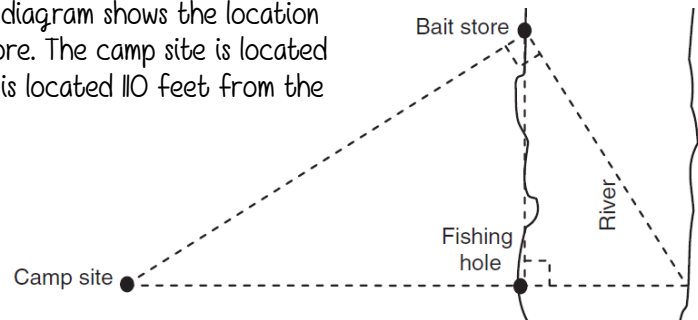 diagram shows the location
ore. The camp site is located
is located 110 feet from the
Bait store
River
Fishing
hole
Camp site